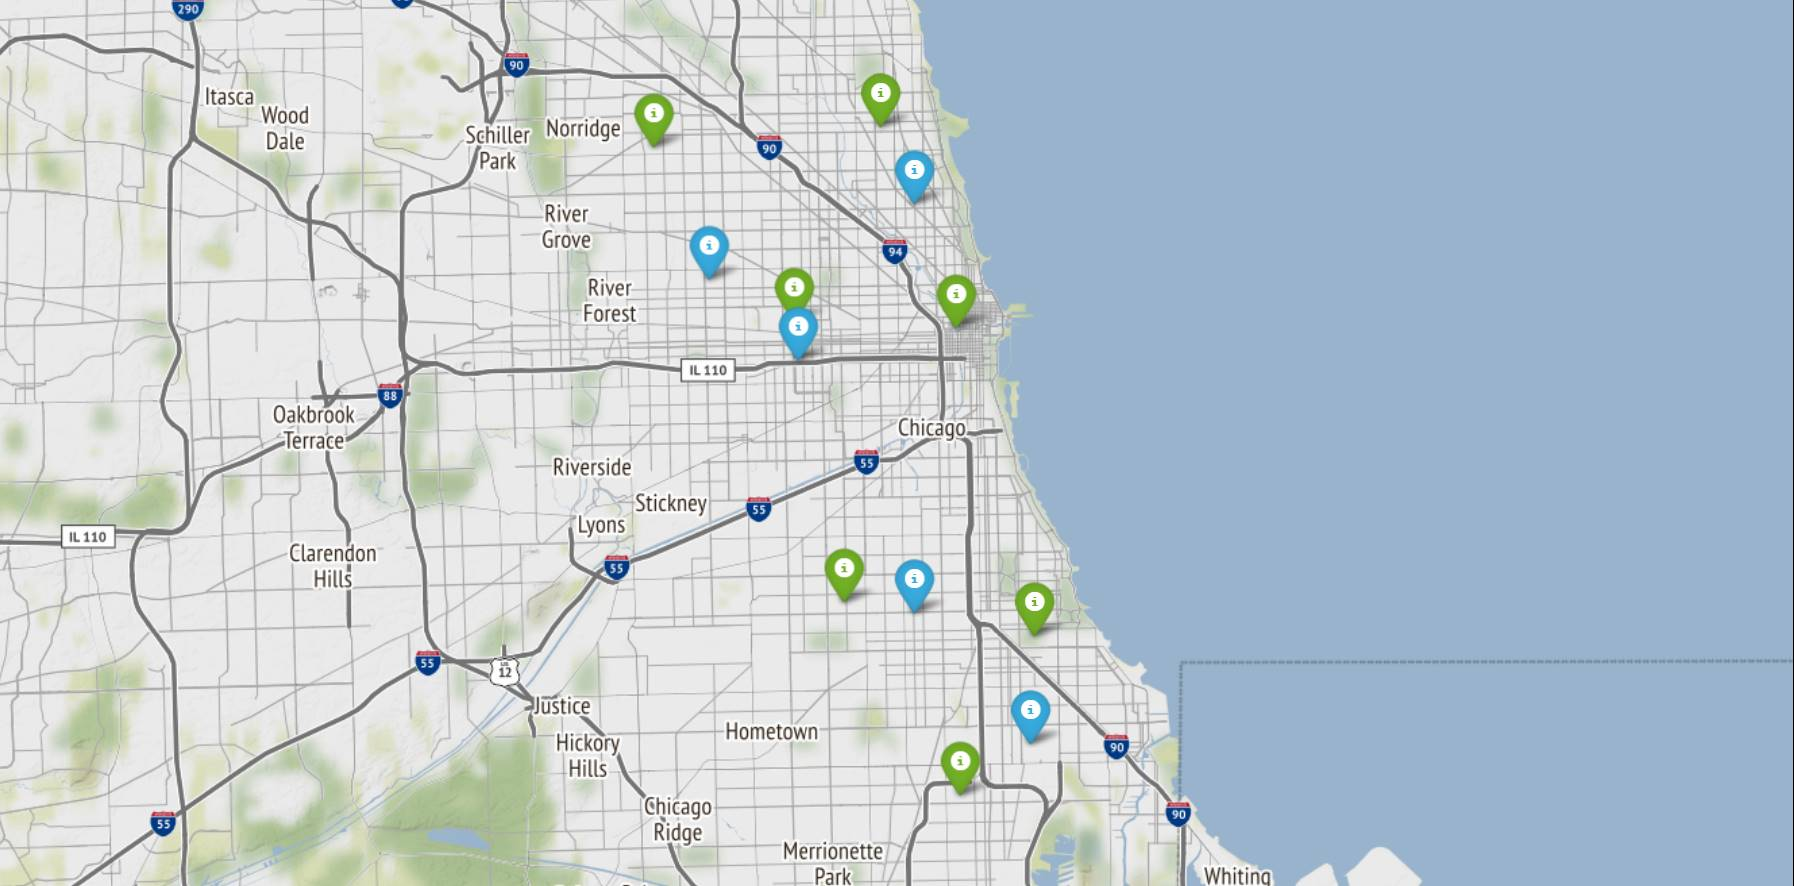 290
90
Itasca
Wood
Dale
Schiller
Park
Norridge
90
River
Grove
94
River
Forest
IL 110
88
Oakbrook
Terrace
Chicago
55
Riverside
Stickney
55
Lyons
IL 110
Clarendon
Hills
55
55
US
12
Justice
Hometown
Hickory
Hills
90
Chicago
Ridge
90
55
Merrionette
Park
Whiting